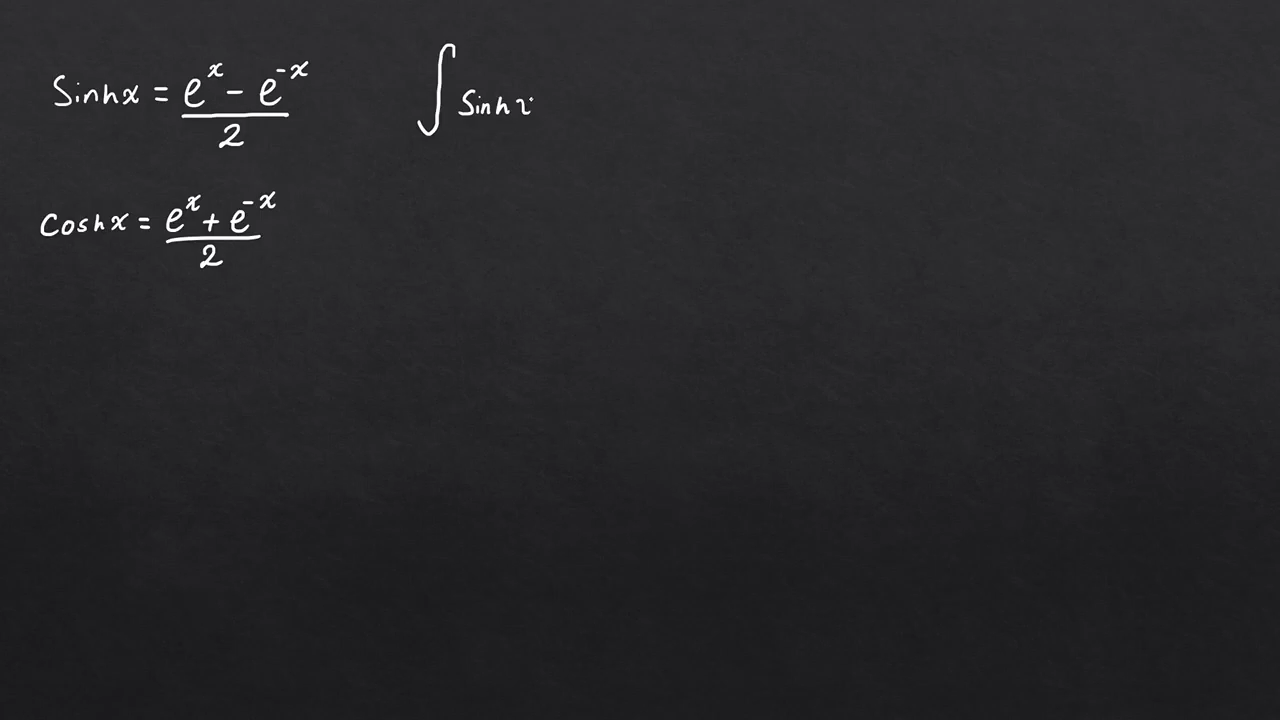 Sinhx = (e^x - e^-x)/2
∫ Sinh
Coshx = (e^x + e^-x)/2